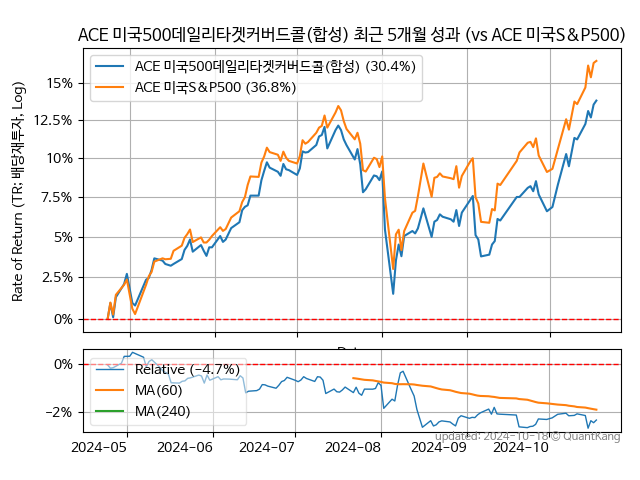 ACE 미국500데일리타겟커버드콜(합성) 최근 5개월 성과 (vs ACE 미국S&P500)
Rate of Return (TR: 배당재투자, Log)
ACE 미국500데일리타겟커버드콜(합성) (30.4%)
ACE 미국S&P500 (36.8%)
15%
12.5%
10%
7.5%
5%
2.5%
0%
0%
−2%
Relative (−4.7%)
MA(60)
MA(240)
2024-05
2024-06
2024-07
2024-08
2024-09
2024-10
updated: 2024-10-18 © QuantKang